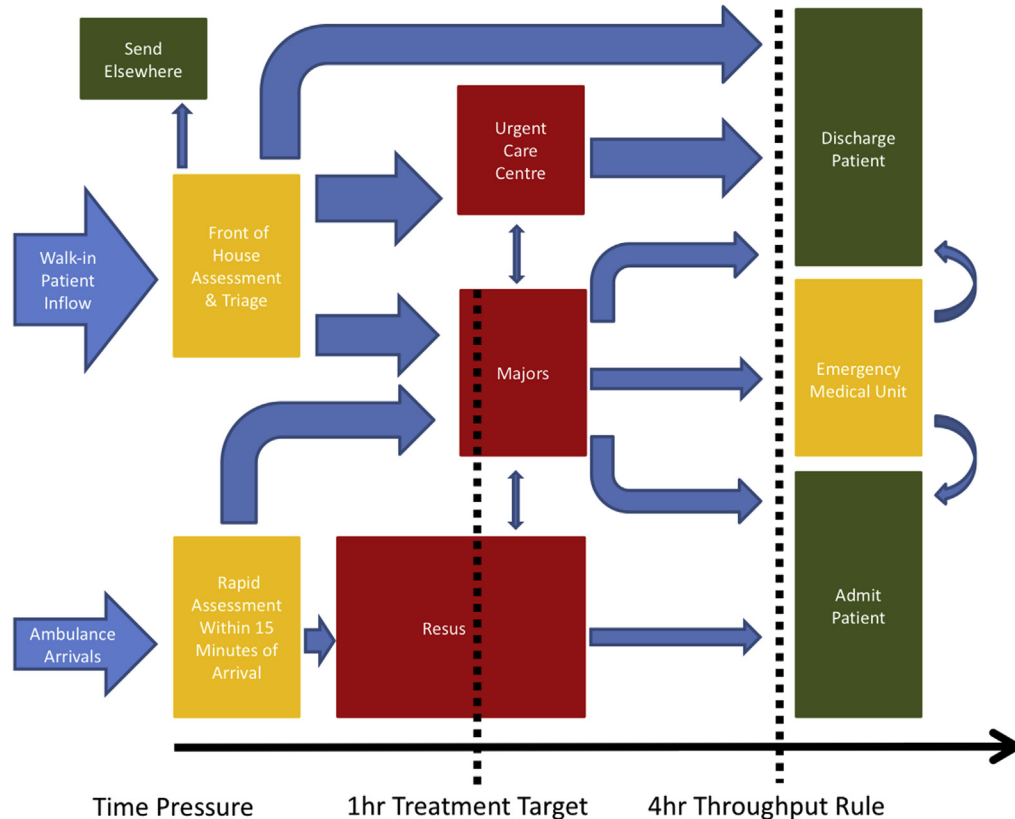 Send
Elsewhere
Urgent
Care
Centre
Discharge
Patient
Walk-in
Patient
Inflow
Front of
House
Assessment
& Triage
Majors
Emergency
Medical Unit
Ambulance
Arrivals
Rapid
Assessment
Within 15
Minutes of
Arrival
Resus
Admit
Patient
Time Pressure
1hr Treatment Target
4hr Throughput Rule